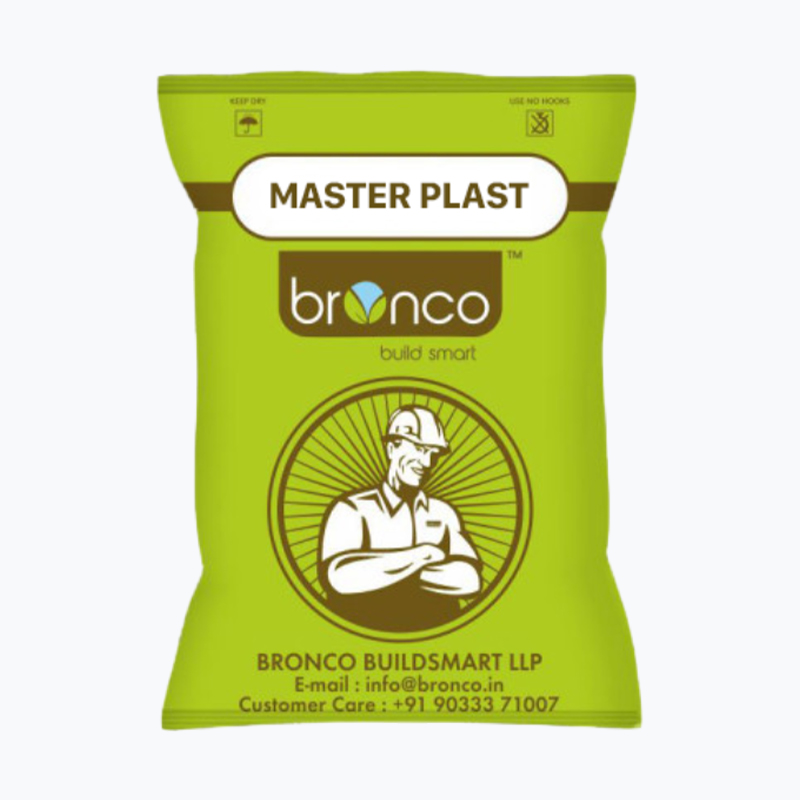 KEEP DRY USE NO HOOKS
MASTER PLAST
bronco TM
build smart
BRONCO BUILDSMART LLP
E-mail : info@bronco.in
Customer Care : +91 90333 71007